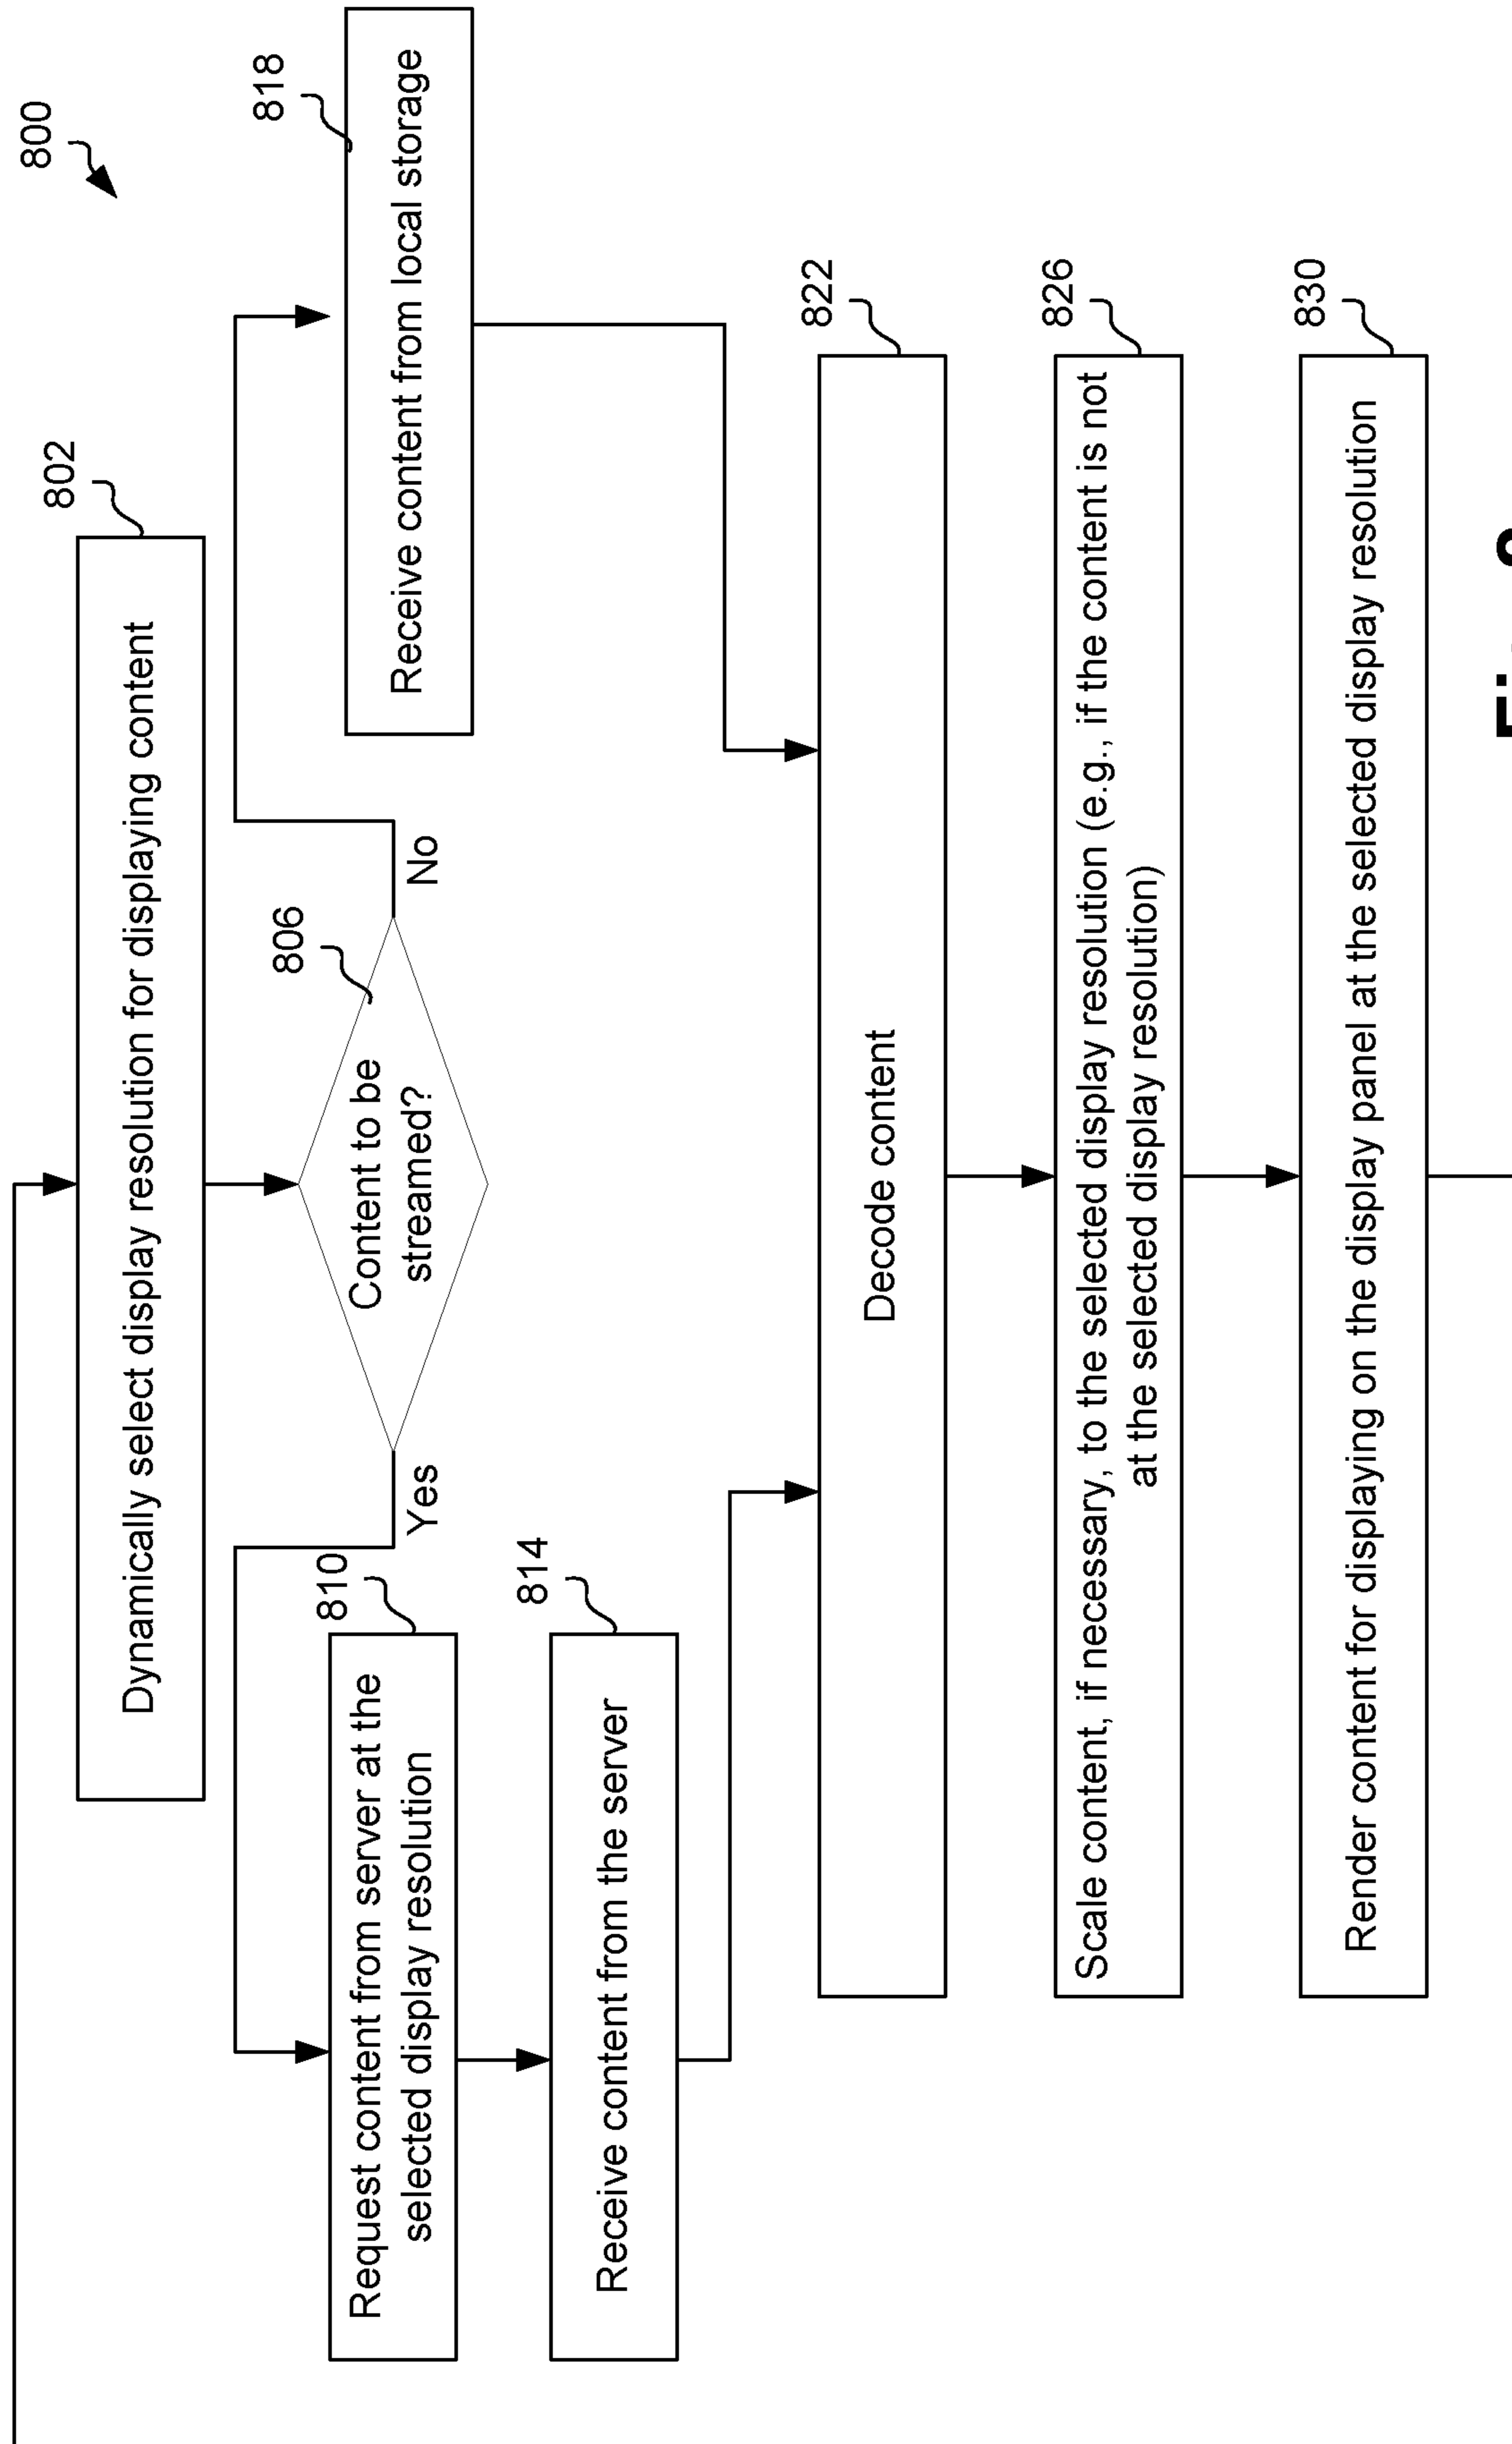 800
802
Dynamically select display resolution for displaying content
806
Content to be
streamed?
Yes
No
810
Request content from server at the
selected display resolution
814
Receive content from the server
818
Receive content from local storage
822
Decode content
826
Scale content, if necessary, to the selected display resolution (e.g., if the content is not
at the selected display resolution)
830
Render content for displaying on the display panel at the selected display resolution